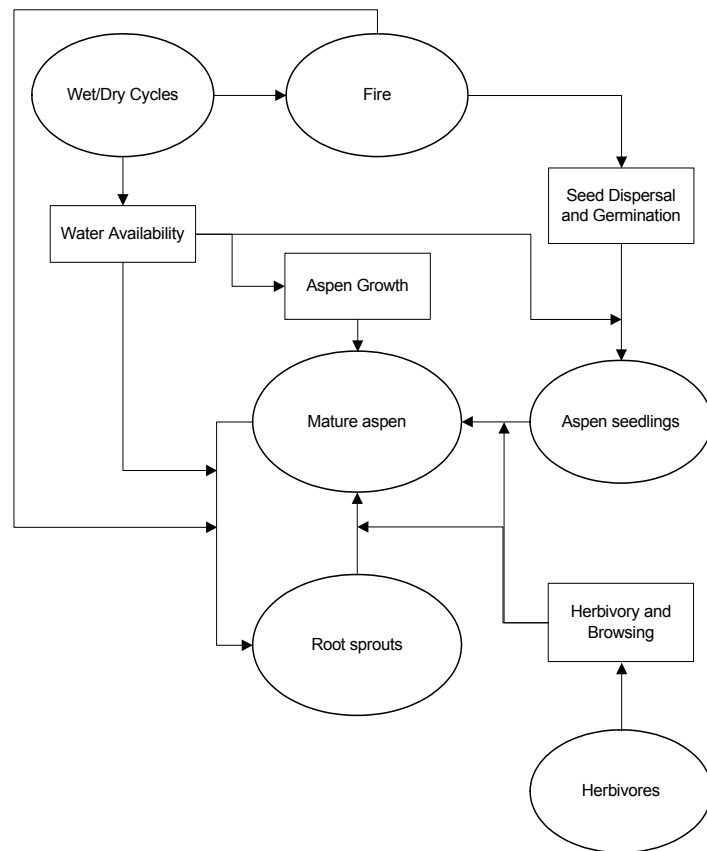 Wet/Dry Cycles
Fire
Seed Dispersal
and Germination
Water Availability
Aspen Growth
Mature aspen
Aspen seedlings
Herbivory and
Browsing
Root sprouts
Herbivores